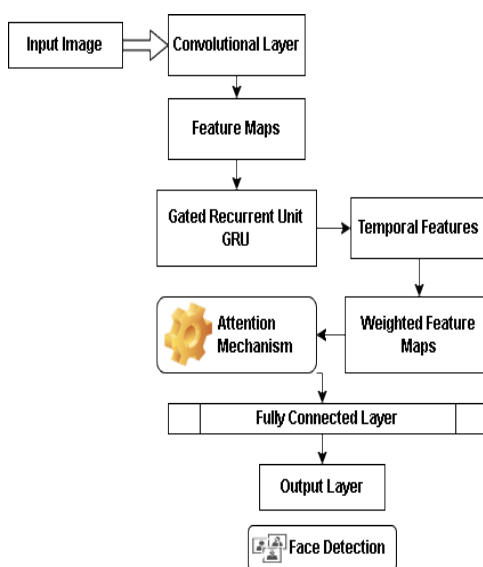 Input Image
Convolutional Layer
Feature Maps
Gated Recurrent Unit
GRU
Temporal Features
Weighted Feature
Maps
Attention
Mechanism
Fully Connected Layer
Output Layer
Face Detection